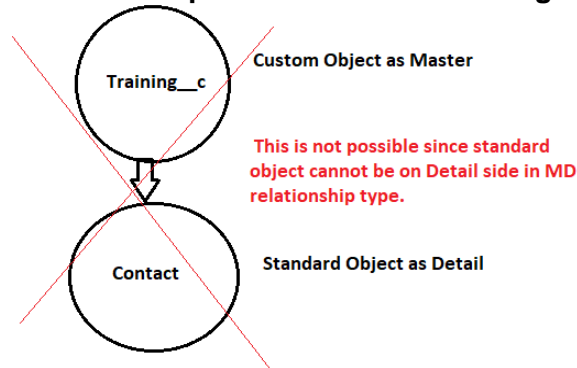 Custom Object as Master
Training__c
This is not possible since standard
object cannot be on Detail side in MD
relationship type.
Standard Object as Detail
Contact